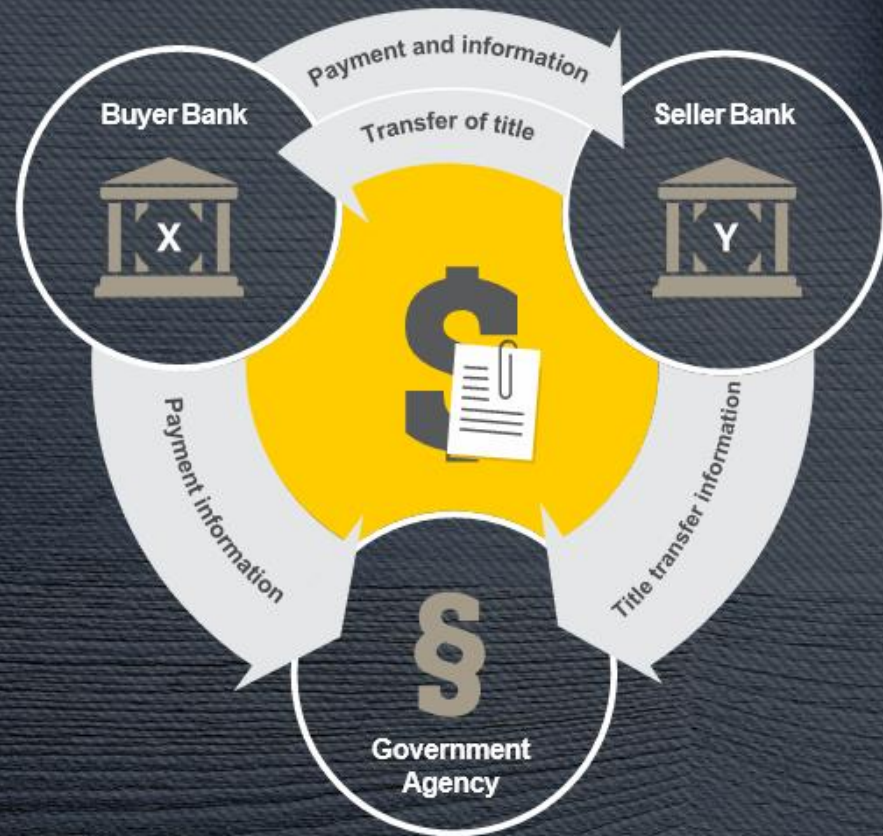 Payment and information
Buyer Bank
Seller Bank
Transfer of title
X
Y
$
Payment information
Title transfer information
§
Government
Agency